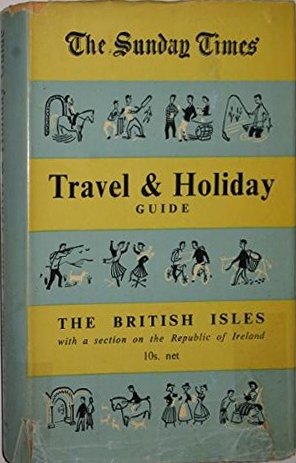 The Sunday Times
Travel & Holiday
GUIDE
THE BRITISH ISLES
with a section on the Republic of Ireland
10s. net